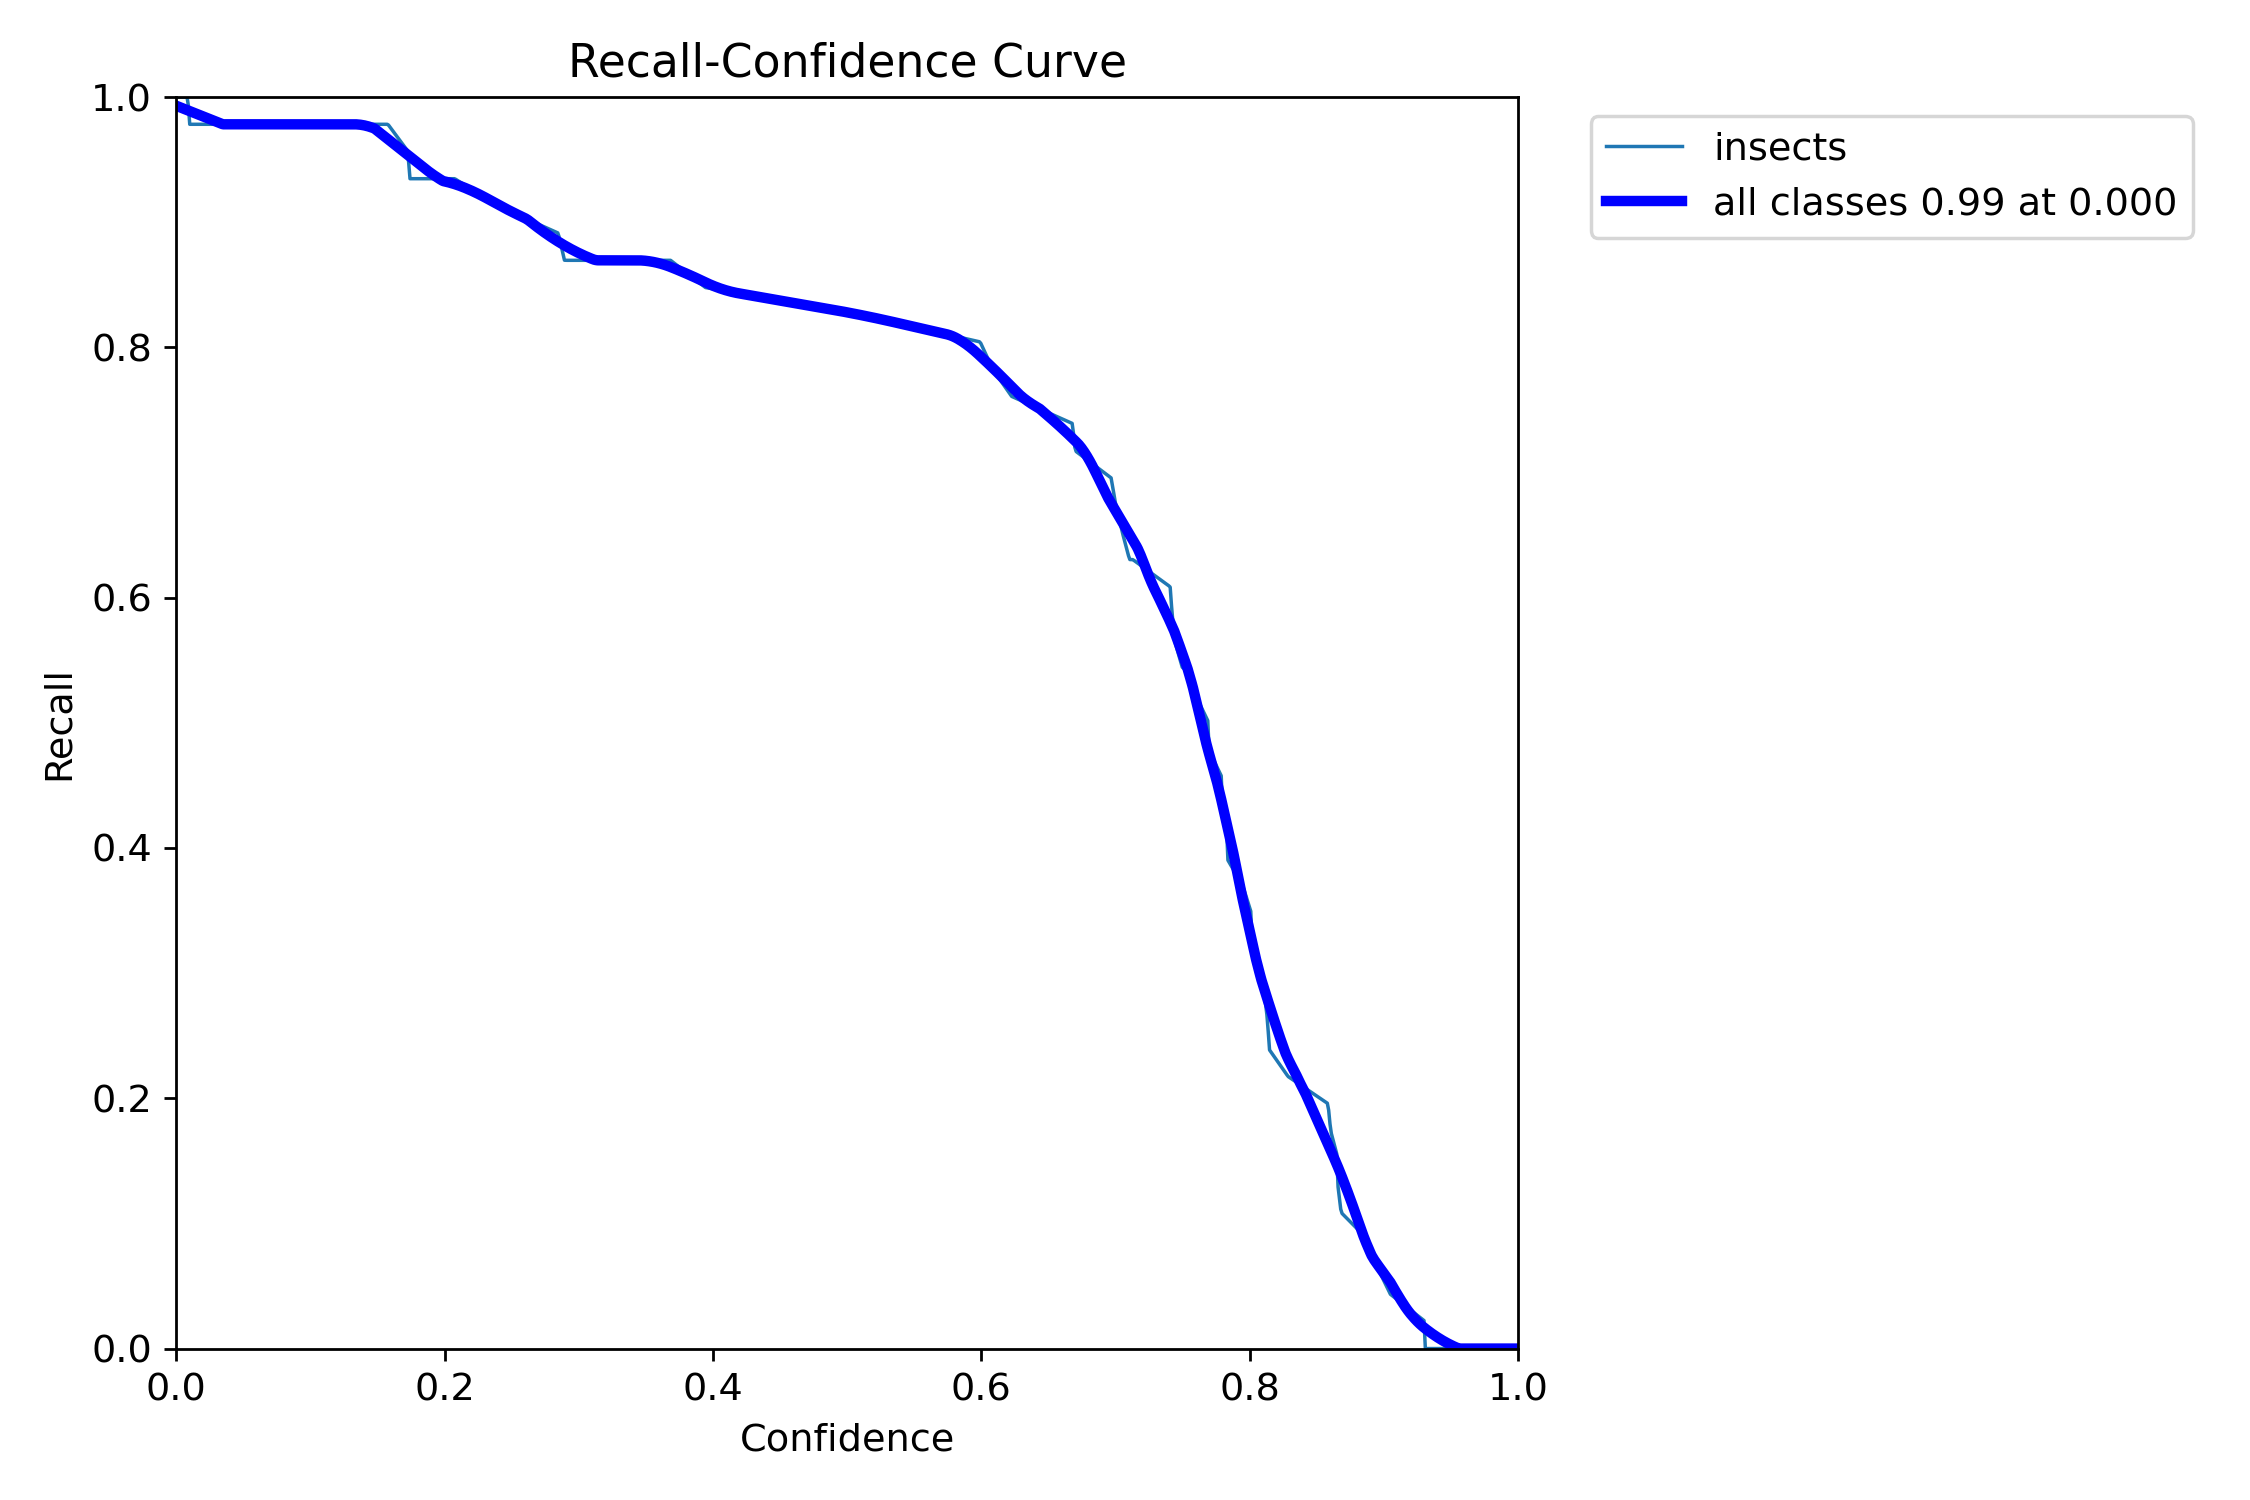 Recall-Confidence Curve
insects
all classes 0.99 at 0.000
1.0
0.8
0.6
0.4
0.2
0.0
Recall
0.0 0.2 0.4 0.6 0.8 1.0
Confidence